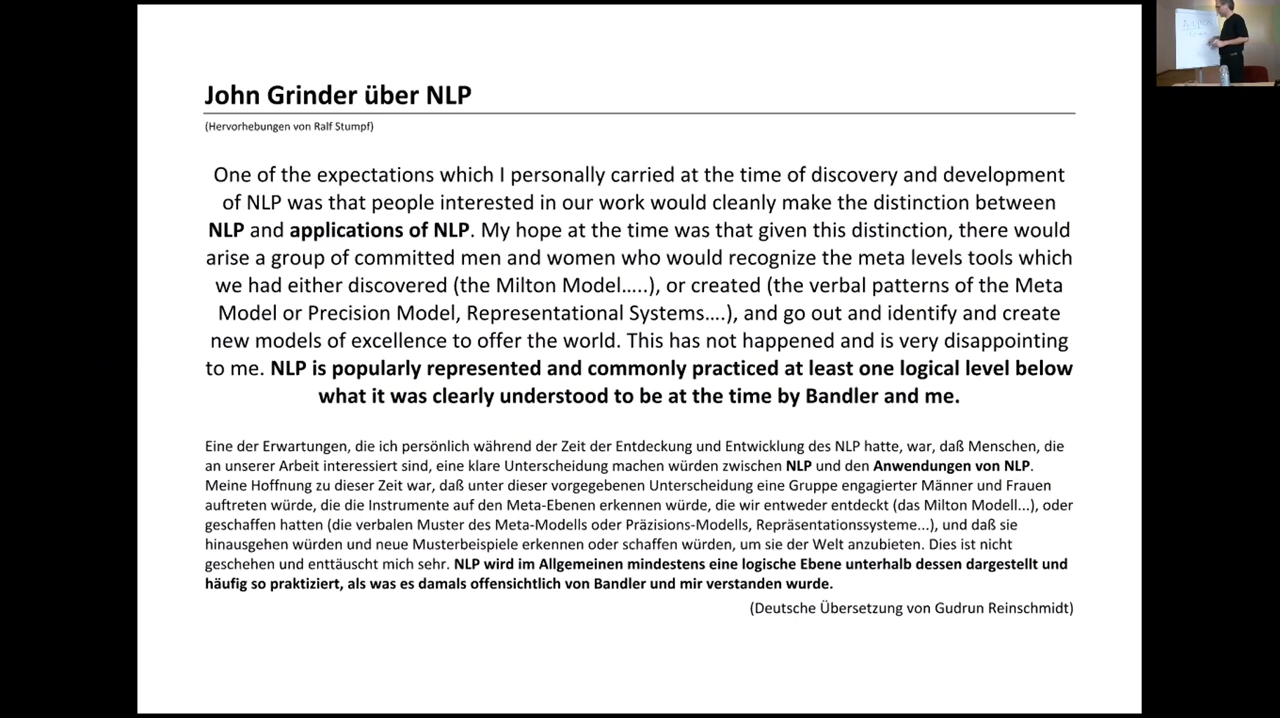 John Grinder über NLP
(Hervorhebungen von Ralf Stumpf)
One of the expectations which I personally carried at the time of discovery and development
of NLP was that people interested in our work would cleanly make the distinction between
NLP and applications of NLP. My hope at the time was that given this distinction, there would
arise a group of committed men and women who would recognize the meta levels tools which
we had either discovered (the Milton Model…..), or created (the verbal patterns of the Meta
Model or Precision Model, Representational Systems….), and go out and identify and create
new models of excellence to offer the world. This has not happened and is very disappointing
to me. NLP is popularly represented and commonly practiced at least one logical level below
what it was clearly understood to be at the time by Bandler and me.
Eine der Erwartungen, die ich persönlich während der Zeit der Entdeckung und Entwicklung des NLP hatte, war, daß Menschen, die
an unserer Arbeit interessiert sind, eine klare Unterscheidung machen würden zwischen NLP und den Anwendungen von NLP.
Meine Hoffnung zu dieser Zeit war, daß unter dieser vorgegebenen Unterscheidung eine Gruppe engagierter Männer und Frauen
auftreten würde, die die Instrumente auf den Meta-Ebenen erkennen würde, die wir entweder entdeckt (das Milton Modell...), oder
geschaffen hatten (die verbalen Muster des Meta-Modells oder Präzisions-Modells, Repräsentationssysteme...), und daß sie
hinausgehen würden und neue Musterbeispiele erkennen oder schaffen würden, um sie der Welt anzubieten. Dies ist nicht
geschehen und enttäuscht mich sehr. NLP wird im Allgemeinen mindestens eine logische Ebene unterhalb dessen dargestellt und
häufig so praktiziert, als was es damals offensichtlich von Bandler und mir verstanden wurde.
(Deutsche Übersetzung von Gudrun Reinschmidt)